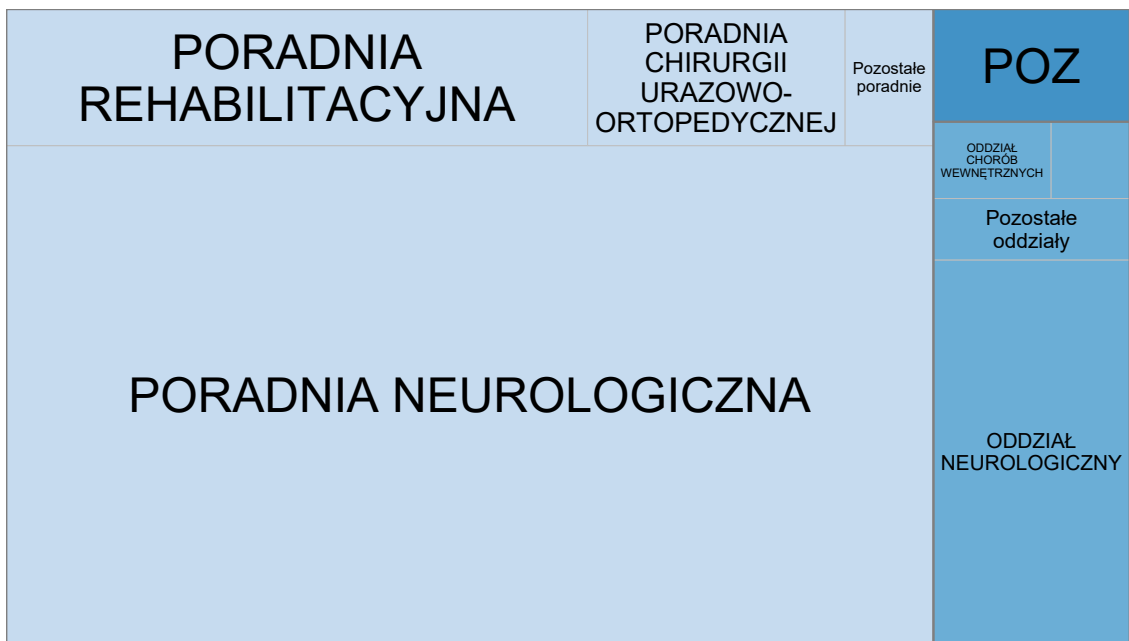 PORADNIA
REHABILITACYJNA
PORADNIA
CHIRURGII
URAZOWO-
ORTOPEDYCZNEJ
Pozostałe
poradnie
POZ
ODDZIAŁ
CHORÓB
WEWNĘTRZNYCH
Pozostałe
oddziały
PORADNIA NEUROLOGICZNA
ODDZIAŁ
NEUROLOGICZNY